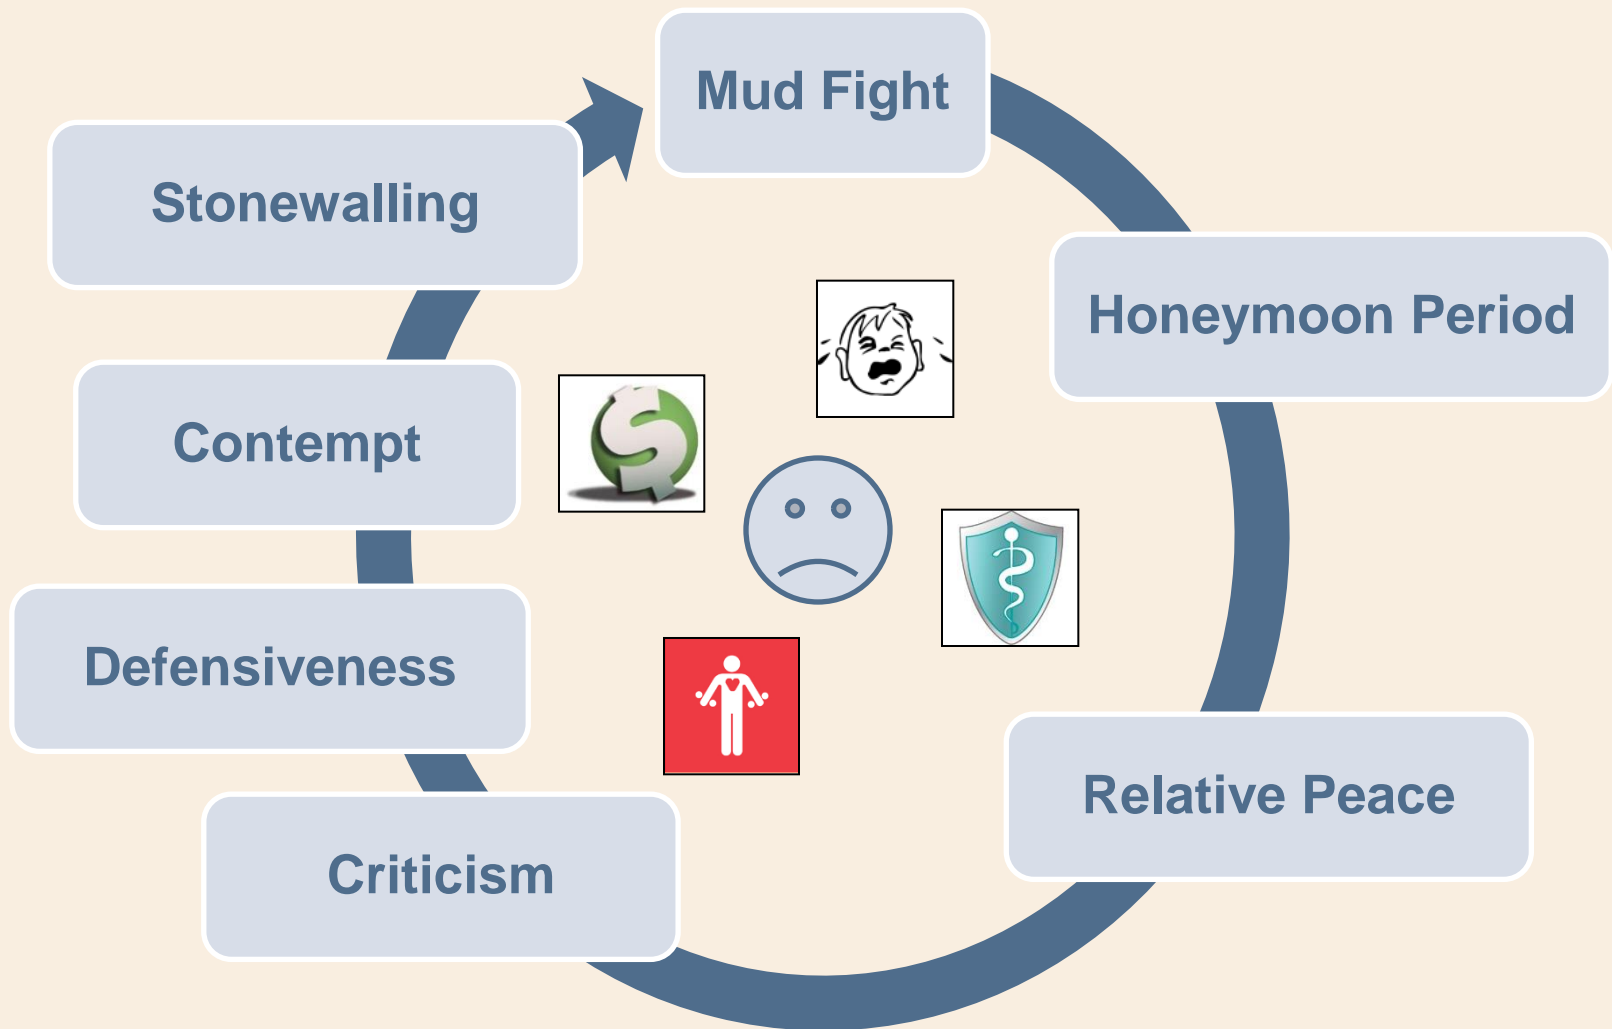 Mud Fight
Honeymoon Period
Relative Peace
Criticism
Defensiveness
Contempt
Stonewalling